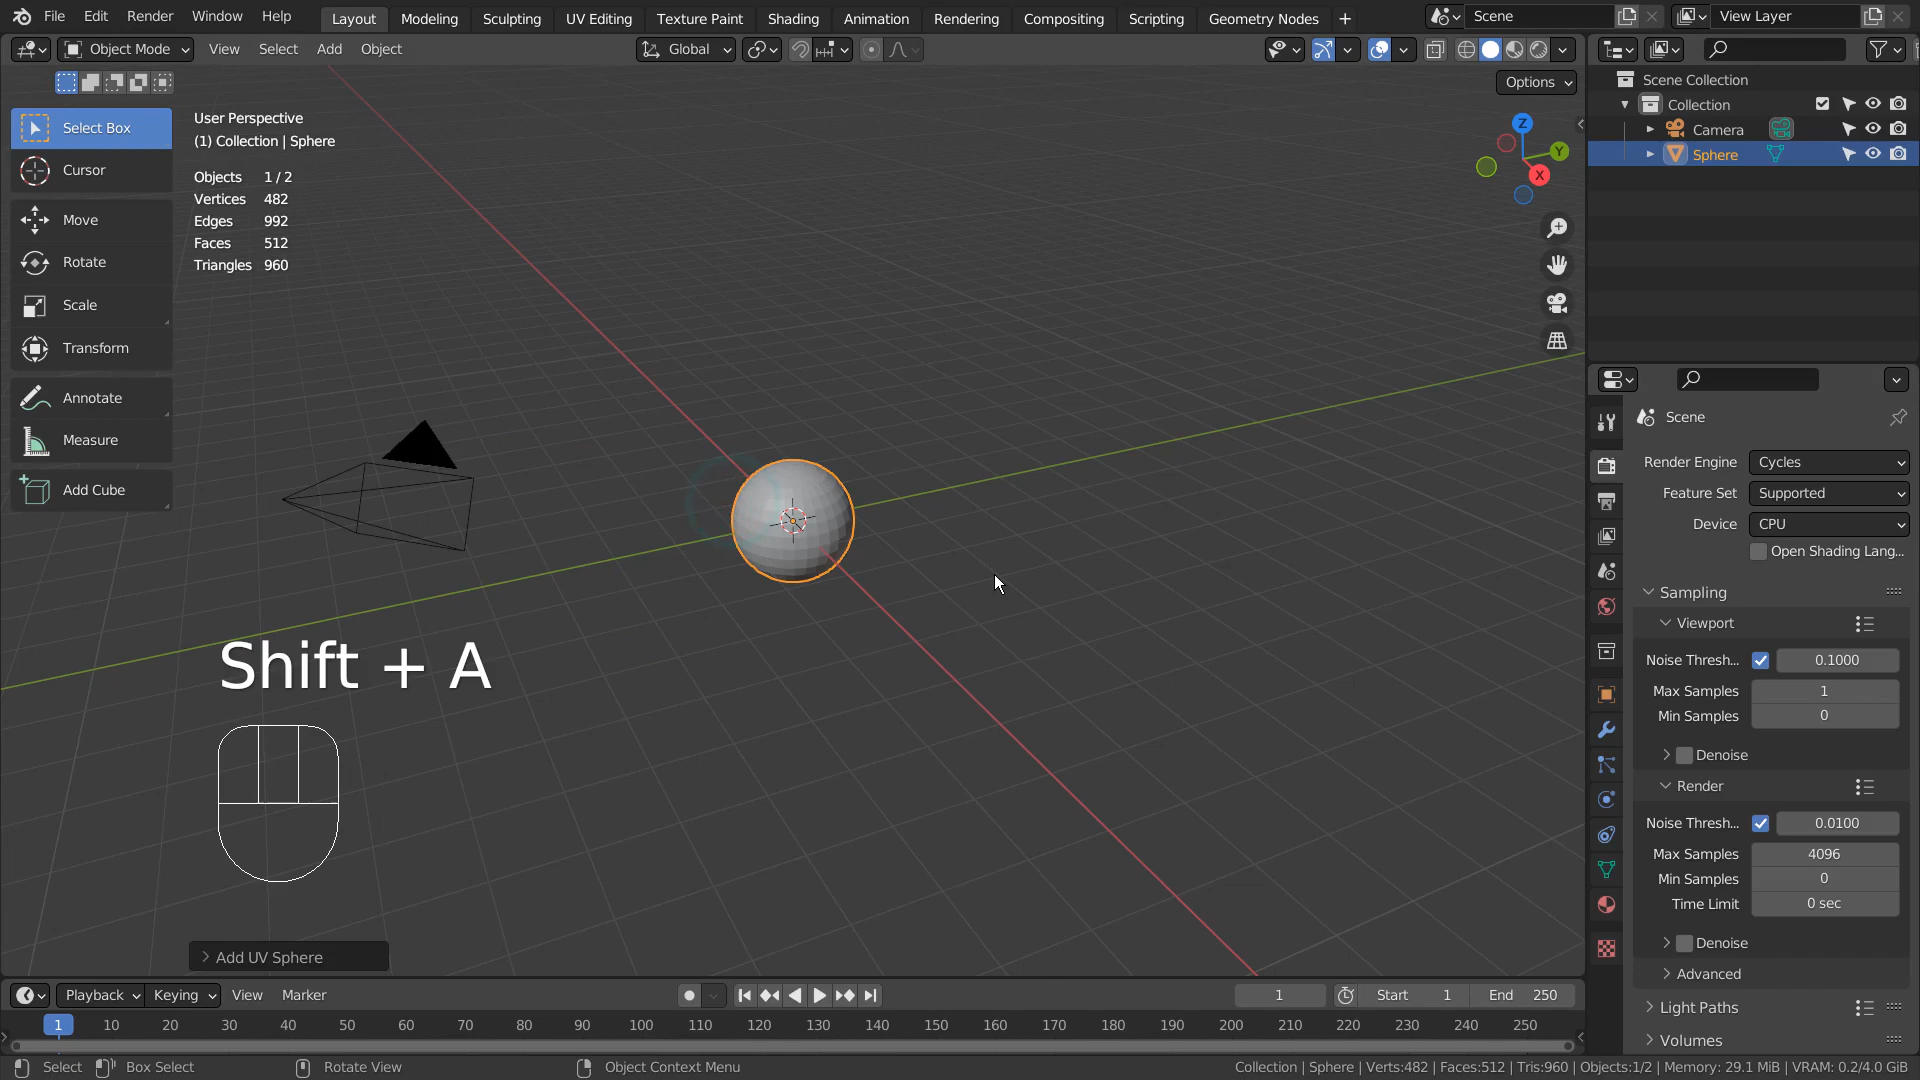 File Edit Render Window Help Layout Modeling Sculpting UV Editing Texture Paint Shading Animation Rendering Compositing Scripting Geometry Nodes + Scene View Layer
Object Mode View Select Add Object Global
Options
Select Box
Cursor
Move
Rotate
Scale
Transform
Annotate
Measure
Add Cube
User Perspective
(1) Collection | Sphere
Objects 1 / 2
Vertices 482
Edges 992
Faces 512
Triangles 960
Z
Y
X
Shift + A
Add UV Sphere
Scene Collection
Collection
Camera
Sphere
Scene
Render Engine Cycles
Feature Set Supported
Device CPU
Open Shading Lang...
Sampling
Viewport
Noise Thresh... 0.1000
Max Samples 1
Min Samples 0
Denoise
Render
Noise Thresh... 0.0100
Max Samples 4096
Min Samples 0
Time Limit 0 sec
Denoise
Advanced
Light Paths
Volumes
Playback Keying View Marker 1 Start 1 End 250
1 10 20 30 40 50 60 70 80 90 100 110 120 130 140 150 160 170 180 190 200 210 220 230 240 250
Select Box Select Rotate View Object Context Menu Collection | Sphere | Verts:482 | Faces:512 | Tris:960 | Objects:1/2 | Memory: 29.1 MiB | VRAM: 0.2/4.0 GiB